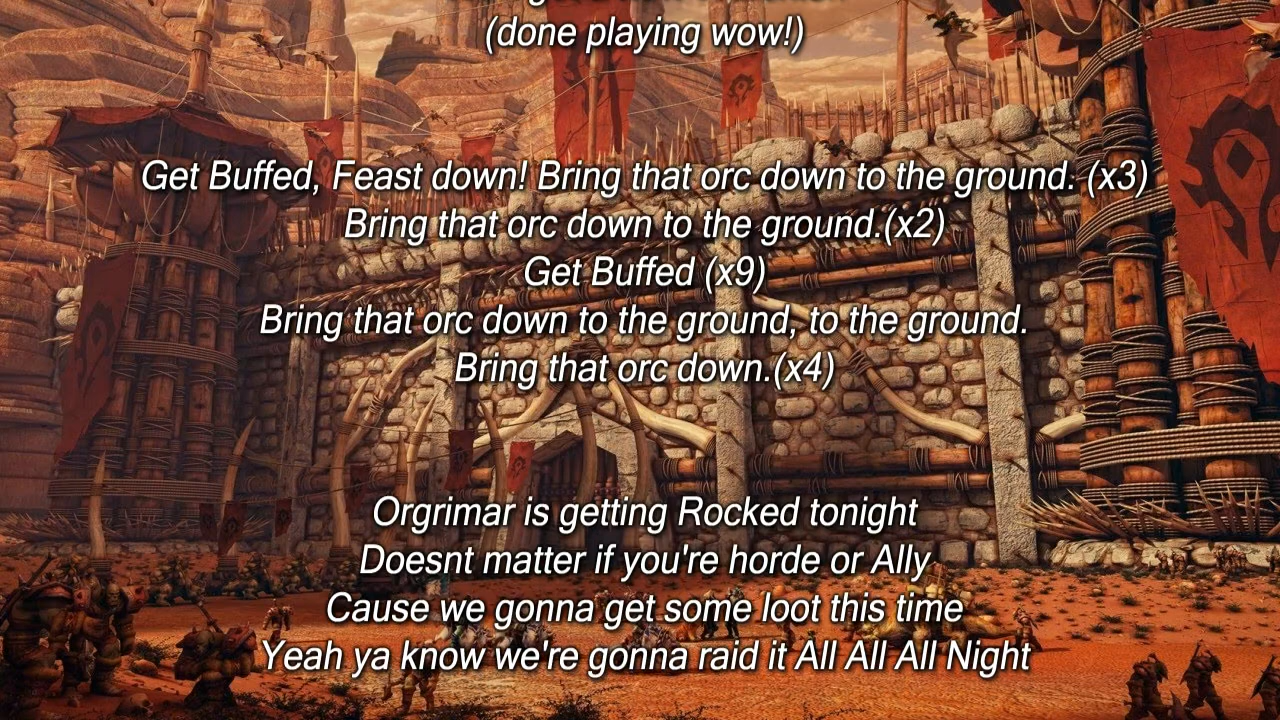 (done playing wow!)
Get Buffed, Feast down! Bring that orc down to the ground. (x3)
Bring that orc down to the ground.(x2)
Get Buffed (x9)
Bring that orc down to the ground, to the ground.
Bring that orc down.(x4)
Orgrimar is getting Rocked tonight
Doesnt matter if you're horde or Ally
Cause we gonna get some loot this time
Yeah ya know we're gonna raid it All All All Night